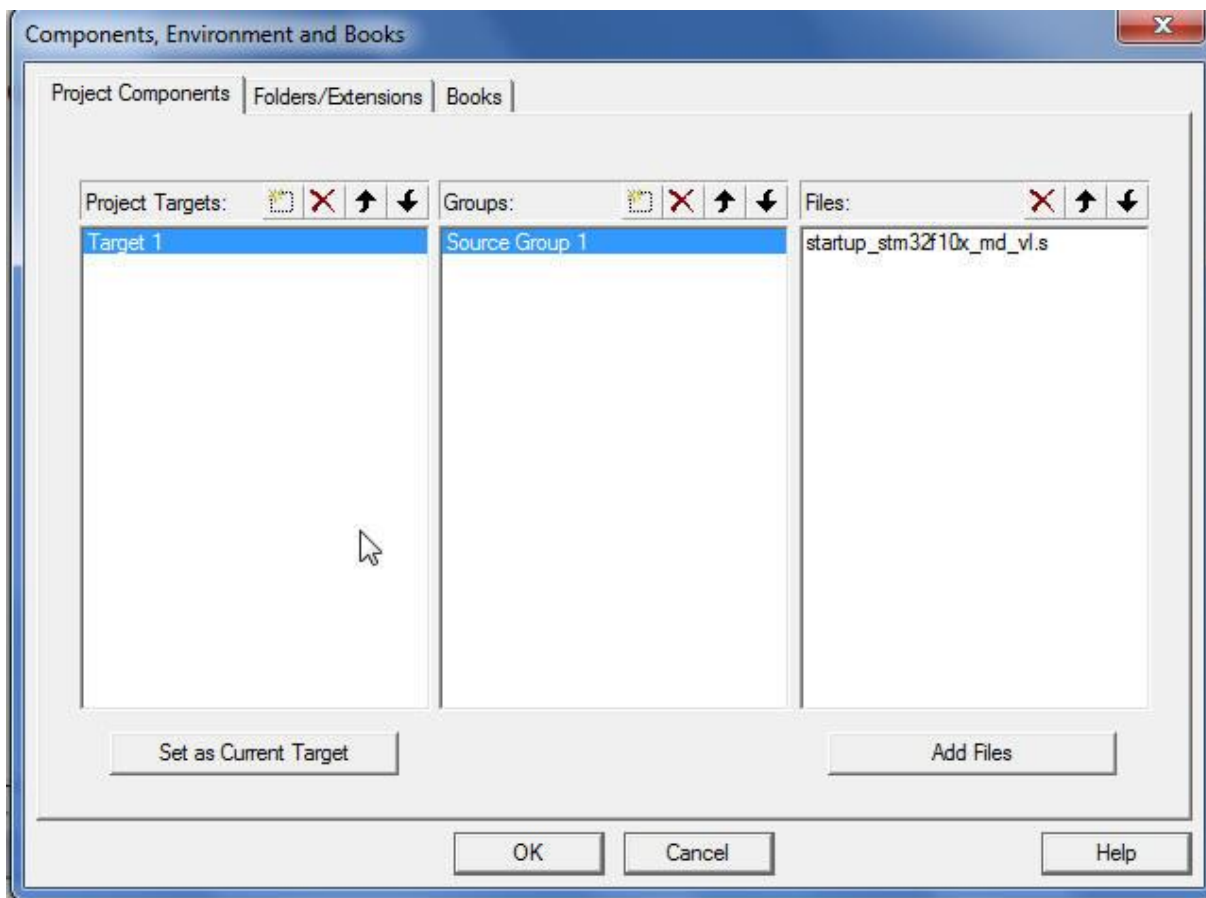 Components, Environment and Books
Project Components Folders/Extensions Books
Project Targets: Groups: Files:
Target 1 Source Group 1 startup_stm32f10x_md_vl.s
Set as Current Target Add Files
OK Cancel Help